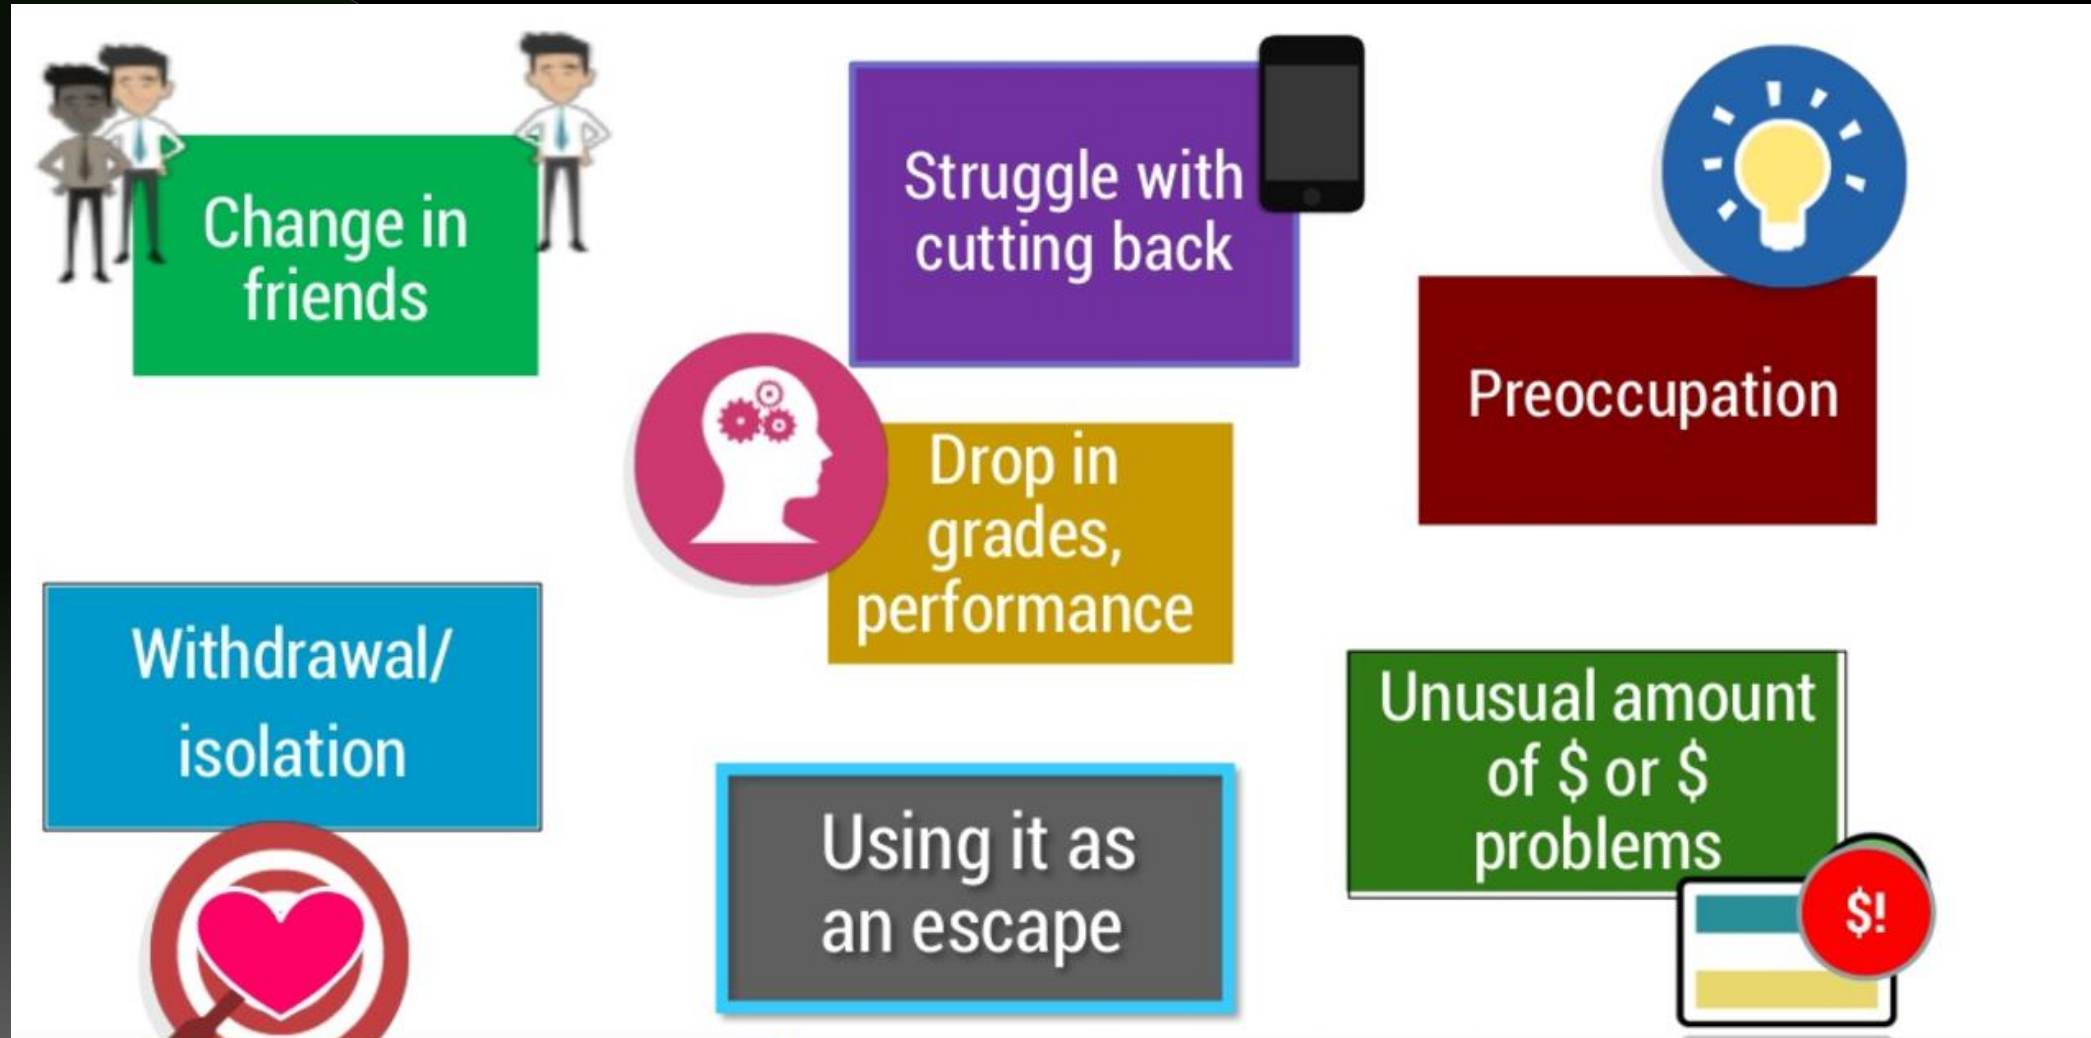 Change in
friends
Struggle with
cutting back
Preoccupation
Drop in
grades,
performance
Withdrawal/
isolation
Using it as
an escape
Unusual amount
of $ or $
problems
$!